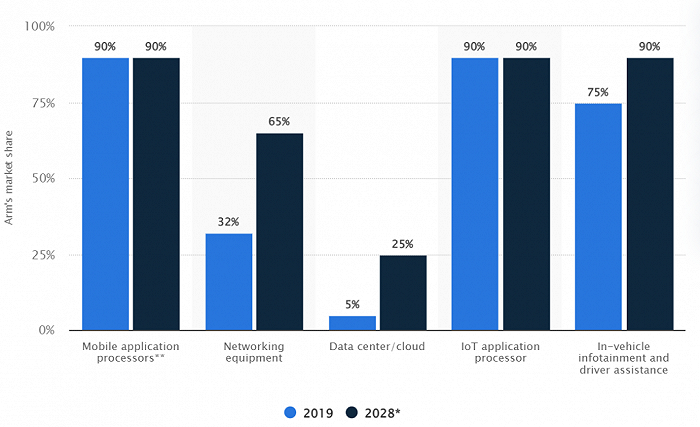 100%
75%
50%
25%
0%
Arm's market share
90% 90%
32% 65%
5% 25%
90% 90%
75% 90%
Mobile application
processors**
Networking
equipment
Data center/cloud
IoT application
processor
In-vehicle
infotainment and
driver assistance
2019 2028*